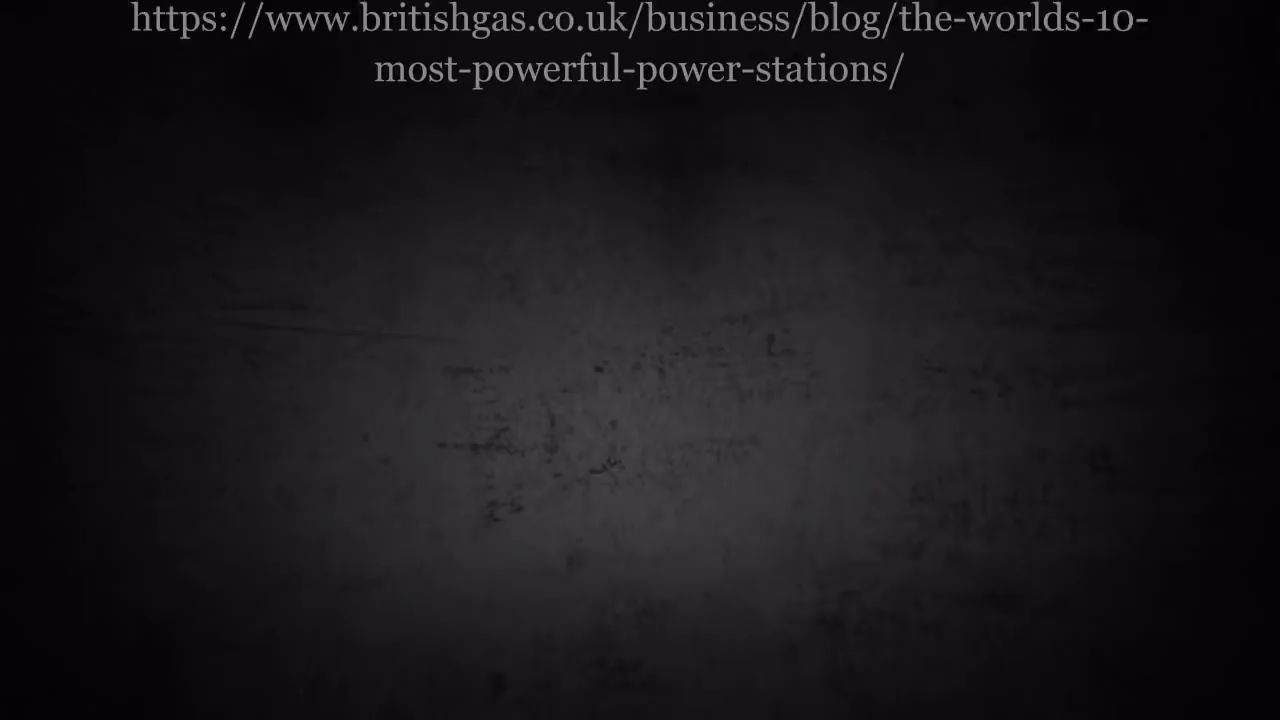 https://www.britishgas.co.uk/business/blog/the-worlds-10-
most-powerful-power-stations/